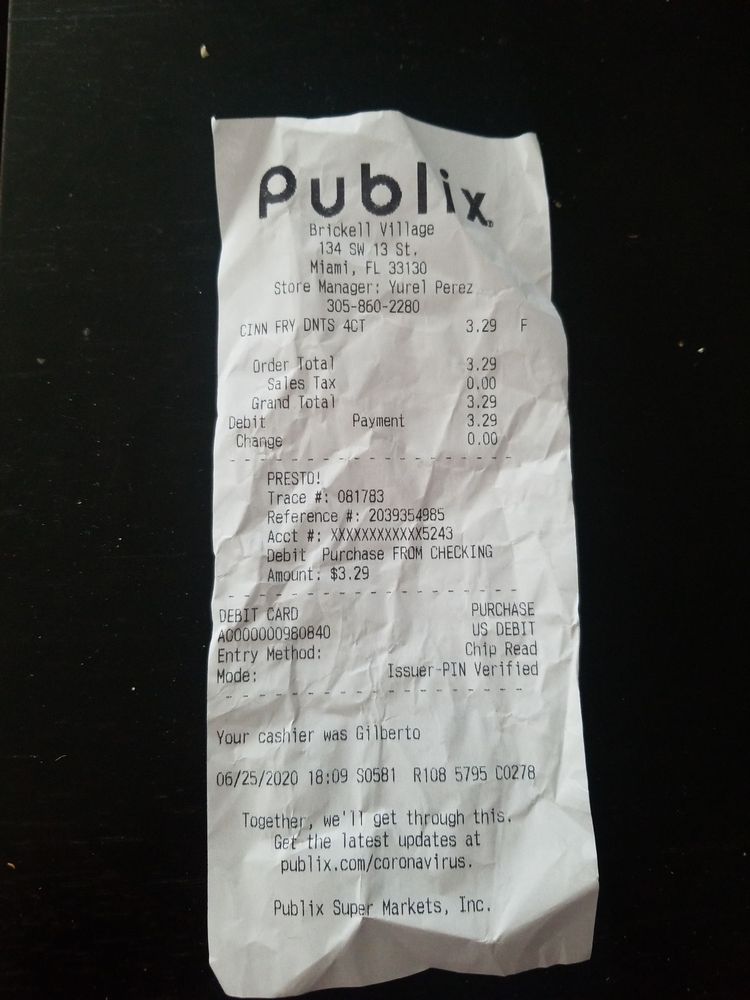 Publix
Brickell Village
134 SW 13 St.
Miami, FL 33130
Store Manager: Yurel Perez
305-860-2280
CINN FRY DNTS 4CT 3.29 F
Order Total 3.29
Sales Tax 0.00
Grand Total 3.29
Debit Payment 3.29
Change 0.00
PRESTO!
Trace #: 081783
Reference #: 2039354985
Acct #: XXXXXXXXXXXX5243
Debit Purchase FROM CHECKING
Amount: $3.29
DEBIT CARD PURCHASE
A0000000980840 US DEBIT
Entry Method: Chip Read
Mode: Issuer-PIN Verified
Your cashier was Gilberto
06/25/2020 18:09 S0581 R108 5795 C0278
Together, we'll get through this.
Get the latest updates at
publix.com/coronavirus.
Publix Super Markets, Inc.